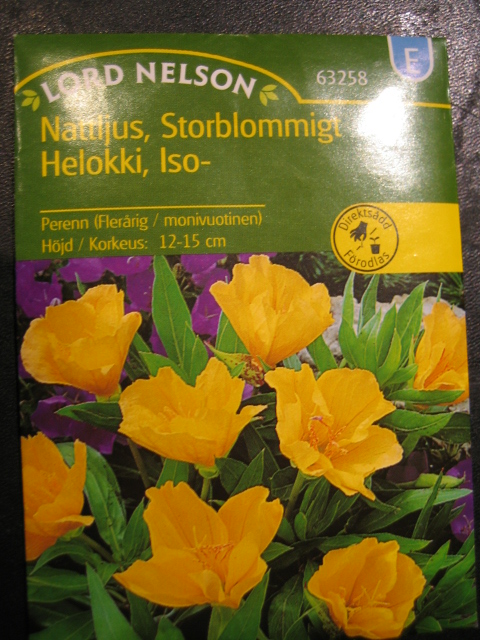 E
LORD NELSON
63258
Nattljus, Storblommigt
Helokki, Iso-
Perenn (Flerårig / monivuotinen)
Höjd / Korkeus: 12-15 cm
Direktsådd
Förodlas